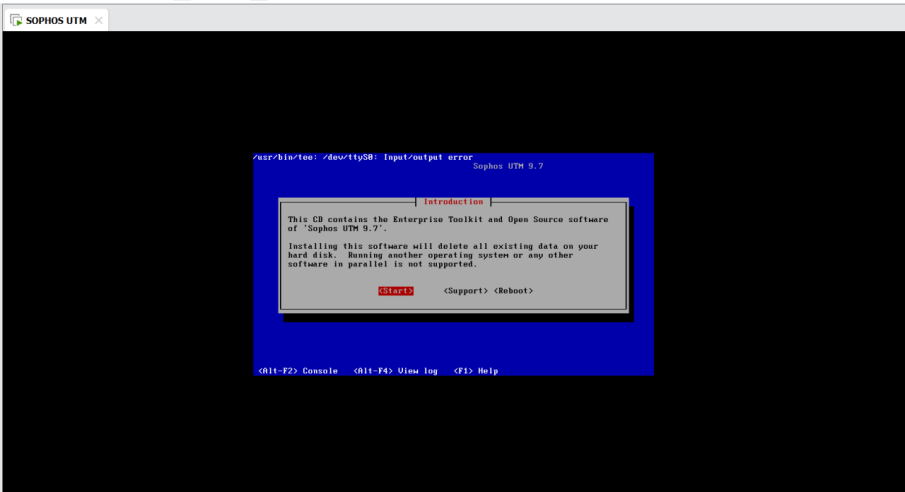 SOPHOS UTM
/usr/bin/tee: /dev/ttyS0: Input/output error
Sophos UTM 9.7
Introduction
This CD contains the Enterprise Toolkit and Open Source software
of 'Sophos UTM 9.7'.
Installing this software will delete all existing data on your
hard disk. Running another operating system or any other
software in parallel is not supported.
<Start> <Support> <Reboot>
<Alt-F2> Console <Alt-F4> View log <F1> Help